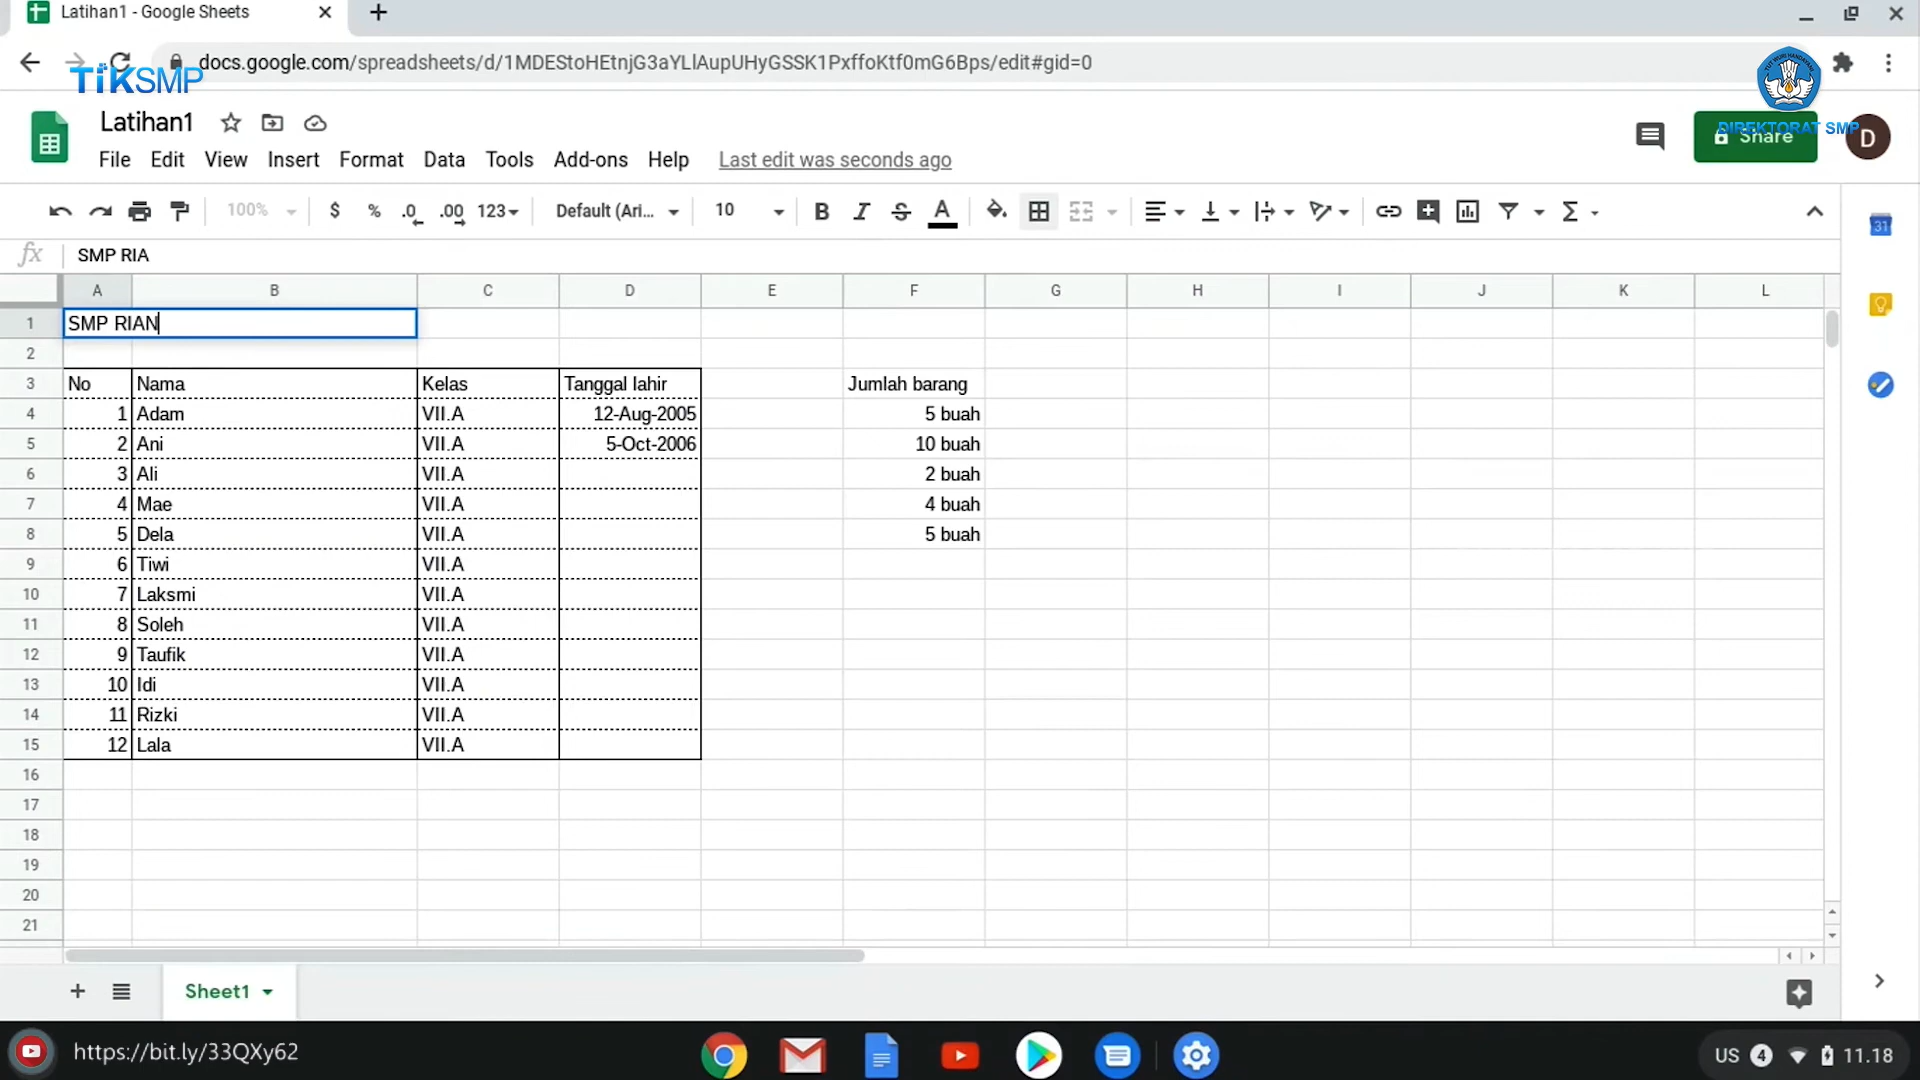 Latihan1 - Google Sheets
docs.google.com/spreadsheets/d/1MDEStoHEtnjG3aYLlAupUHyGSSK1PxffoKtf0mG6Bps/edit#gid=0
TiKSMP
DIREKTORAT SMP
Latihan1
Share
D
File Edit View Insert Format Data Tools Add-ons Help Last edit was seconds ago
100% $ % .0 .00 123 Default (Ari... 10 B I S A Σ
31
fx SMP RIA
A B C D E F G H I J K L
1 SMP RIAN
2
3 No Nama Kelas Tanggal lahir Jumlah barang
4 1 Adam VII.A 12-Aug-2005 5 buah
5 2 Ani VII.A 5-Oct-2006 10 buah
6 3 Ali VII.A 2 buah
7 4 Mae VII.A 4 buah
8 5 Dela VII.A 5 buah
9 6 Tiwi VII.A
10 7 Laksmi VII.A
11 8 Soleh VII.A
12 9 Taufik VII.A
13 10 Idi VII.A
14 11 Rizki VII.A
15 12 Lala VII.A
16
17
18
19
20
21
Sheet1
https://bit.ly/33QXy62
US 4 11.18